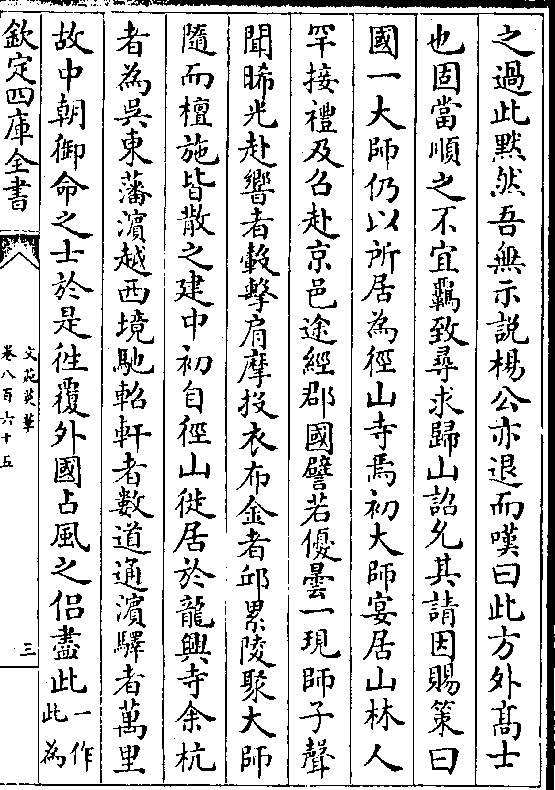 之過此默然吾無示說楊公亦退而嘆曰此方外高士
也固當順之不宜羈致尋求歸山詔允其請因賜策曰
國一大師仍以所居為徑山寺焉初大師宴居山林人
罕接禮及召赴京邑途經郡國譬若優曇一現師子聲
聞晞光赴響者轂擊肩摩投衣布金者邱累陵聚大師
隨而檀施皆散之建中初自徑山徙居於龍興寺余杭
者為吳東藩濵越西境馳軺軒者數道通濵驛者萬里
故中朝御命之士於是徃覆外國占風之侣盡此一作此為
欽定四庫全書
文苑英華
卷八百六十五
三